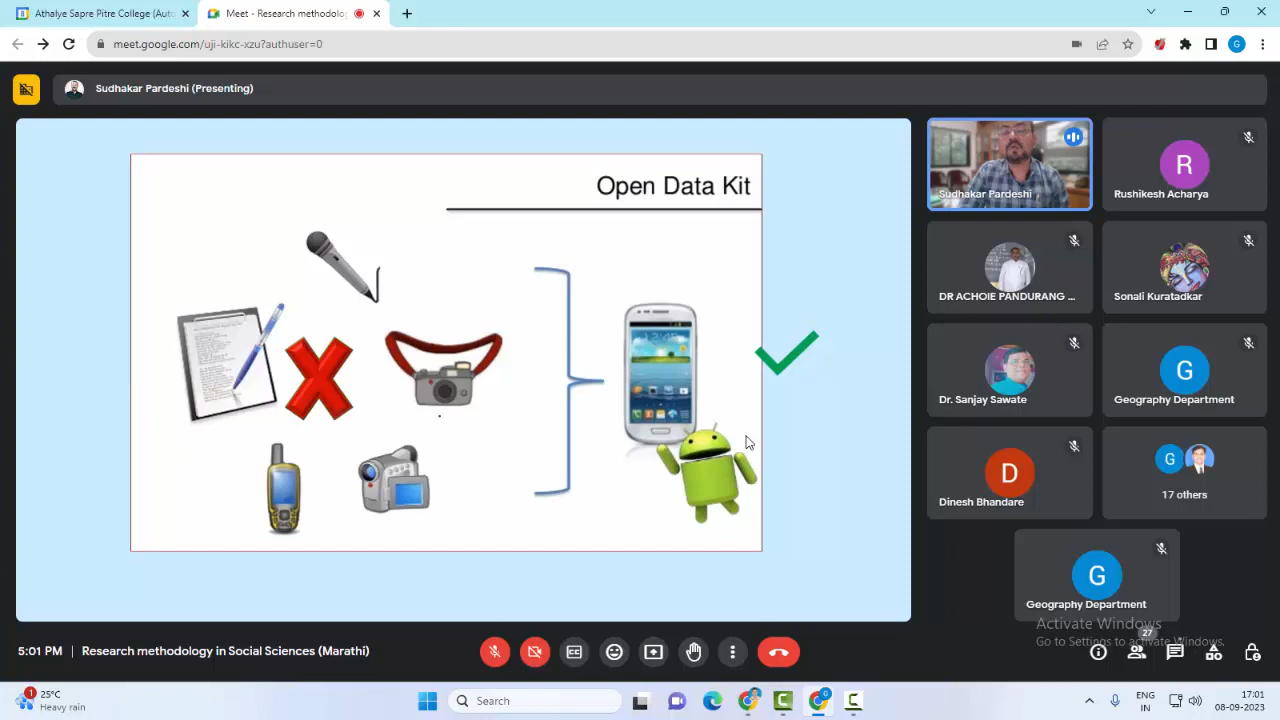 Athalye Sapre Pitre College (Auto
Meet - Research methodolo
meet.google.com/uji-kikc-xzu?authuser=0
G
Sudhakar Pardeshi (Presenting)
Open Data Kit
Sudhakar Pardeshi
R
Rushikesh Acharya
DR ACHOIE PANDURANG ...
Sonali Kuratadkar
Dr. Sanjay Sawate
G
Geography Department
D
Dinesh Bhandare
G
17 others
G
Geography Department
Activate Windows
Go to Settings to activate Windows.
27
5:01 PM | Research methodology in Social Sciences (Marathi)
CC
1
25°C
Heavy rain
Search
ENG
IN
17:01
08-09-2023